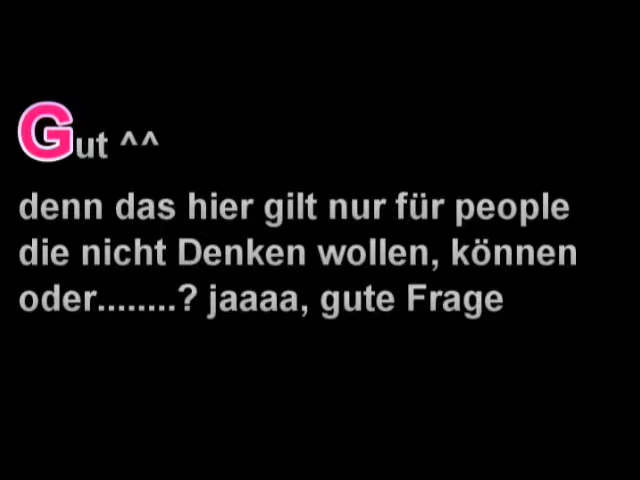 Gut ^^
denn das hier gilt nur für people
die nicht Denken wollen, können
oder........? jaaaa, gute Frage